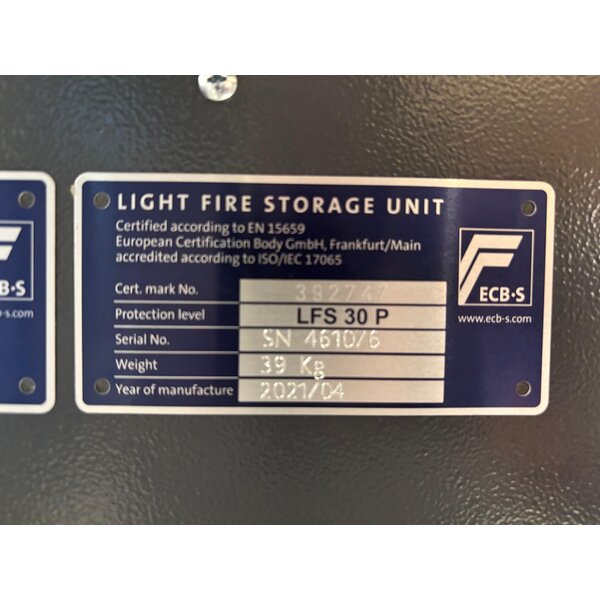 LIGHT FIRE STORAGE UNIT
Certified according to EN 15659
European Certification Body GmbH, Frankfurt/Main
accredited according to ISO/IEC 17065
Cert. mark No. 392747
Protection level LFS 30 P
Serial No. SN 4610/6
Weight 39 Kg
Year of manufacture 2021/04
ECB·S
www.ecb-s.com
CB·S
b-s.com